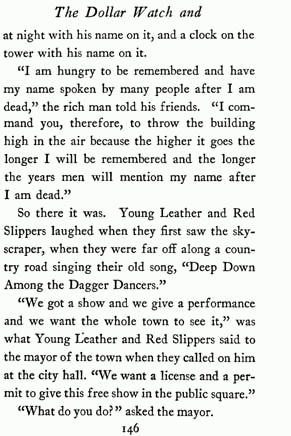 The Dollar Watch and
at night with his name on it, and a clock on the
tower with his name on it.
“I am hungry to be remembered and have
my name spoken by many people after I am
dead,” the rich man told his friends. “I com-
mand you, therefore, to throw the building
high in the air because the higher it goes the
longer I will be remembered and the longer
the years men will mention my name after
I am dead.”
So there it was. Young Leather and Red
Slippers laughed when they first saw the sky-
scraper, when they were far off along a coun-
try road singing their old song, “Deep Down
Among the Dagger Dancers.”
“We got a show and we give a performance
and we want the whole town to see it,” was
what Young Leather and Red Slippers said to
the mayor of the town when they called on him
at the city hall. “We want a license and a per-
mit to give this free show in the public square.”
“What do you do?” asked the mayor.
146